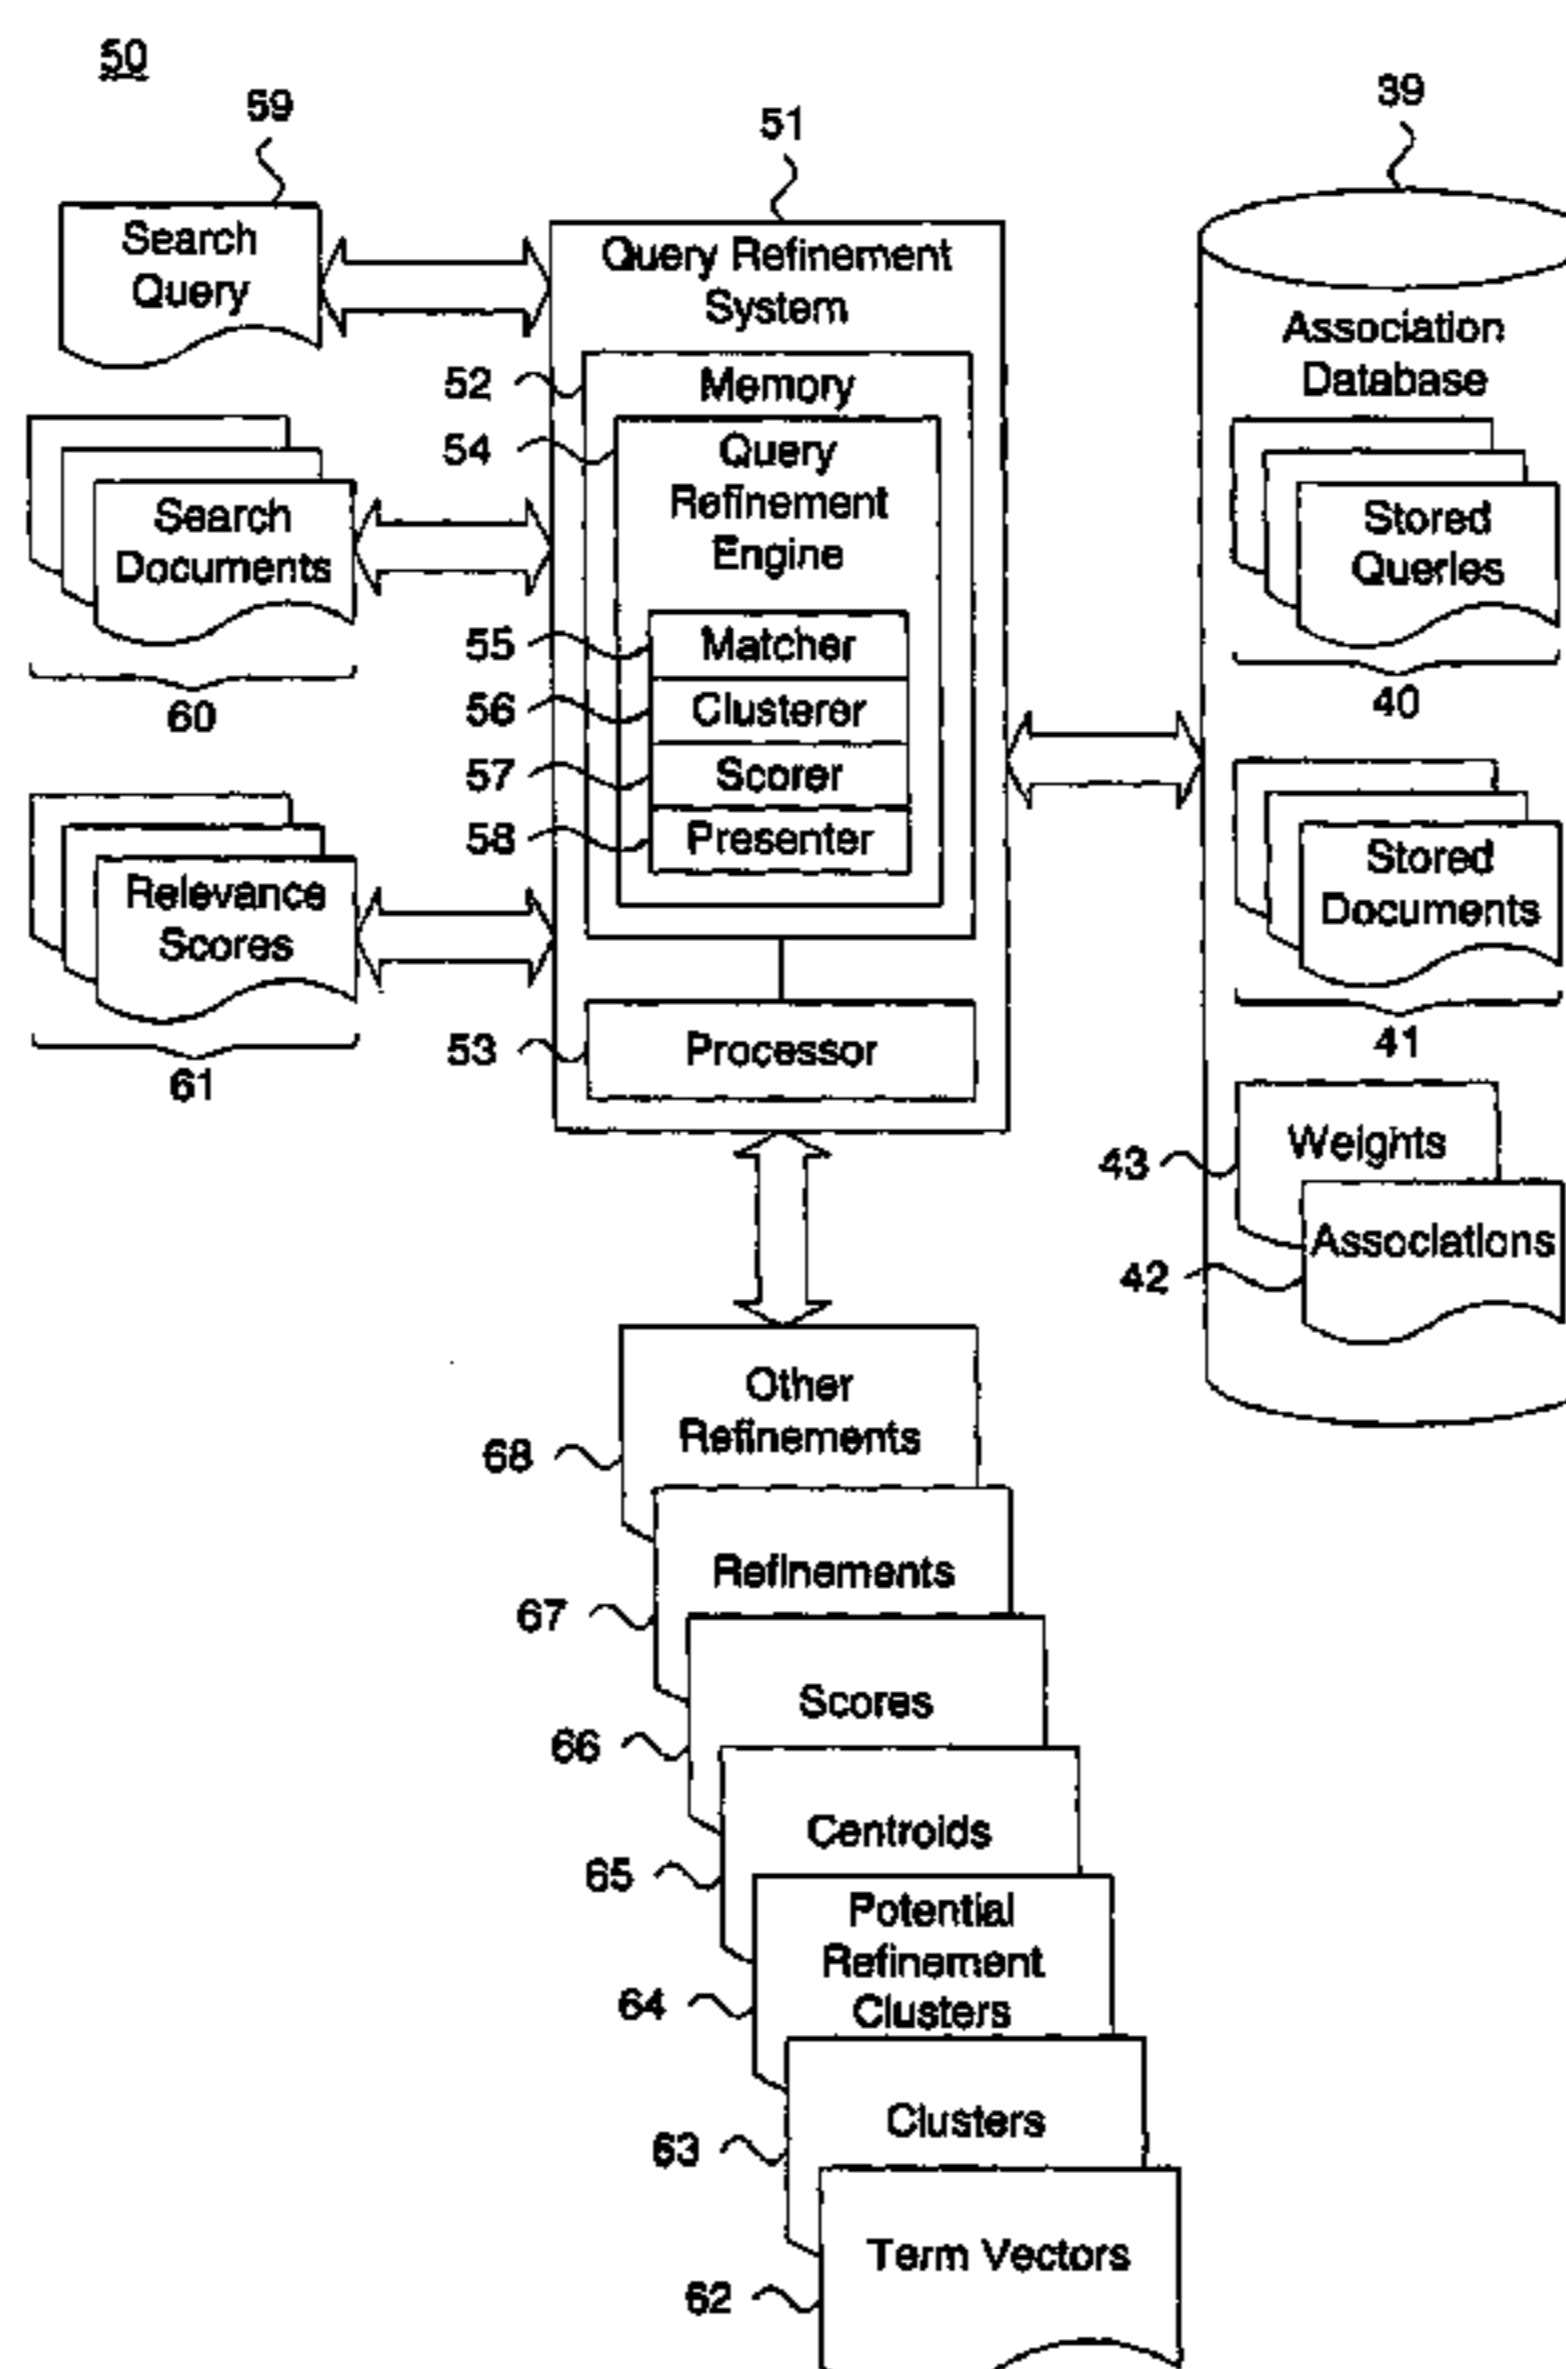 50
59
Search
Query
51
Query Refinement
System
52
Memory
54
Query
Refinement
Engine
55
Matcher
56
Clusterer
57
Scorer
58
Presenter
53
Processor
Search
Documents
60
Relevance
Scores
61
39
Association
Database
Stored
Queries
40
Stored
Documents
41
43
Weights
42
Associations
68
Other
Refinements
67
Refinements
66
Scores
65
Centroids
64
Potential
Refinement
Clusters
63
Clusters
62
Term Vectors